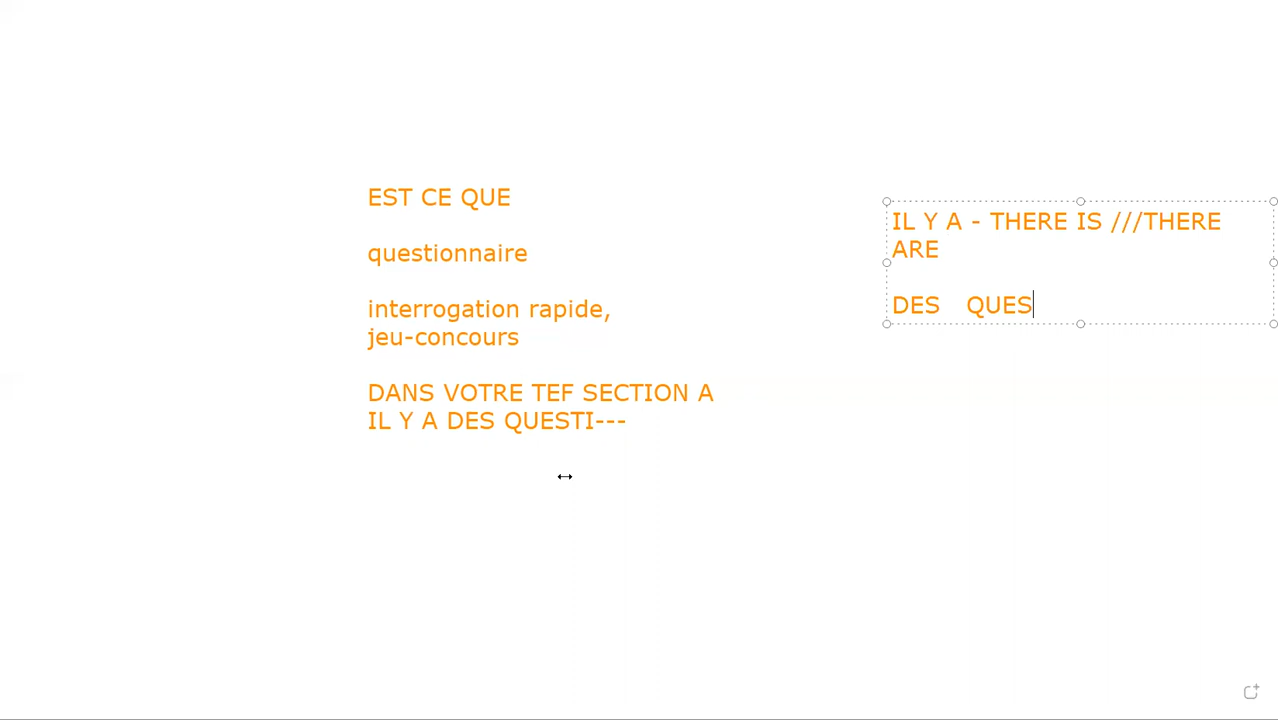 EST CE QUE
questionnaire
interrogation rapide,
jeu-concours
DANS VOTRE TEF SECTION A
IL Y A DES QUESTI---
IL Y A - THERE IS ///THERE
ARE
DES QUES